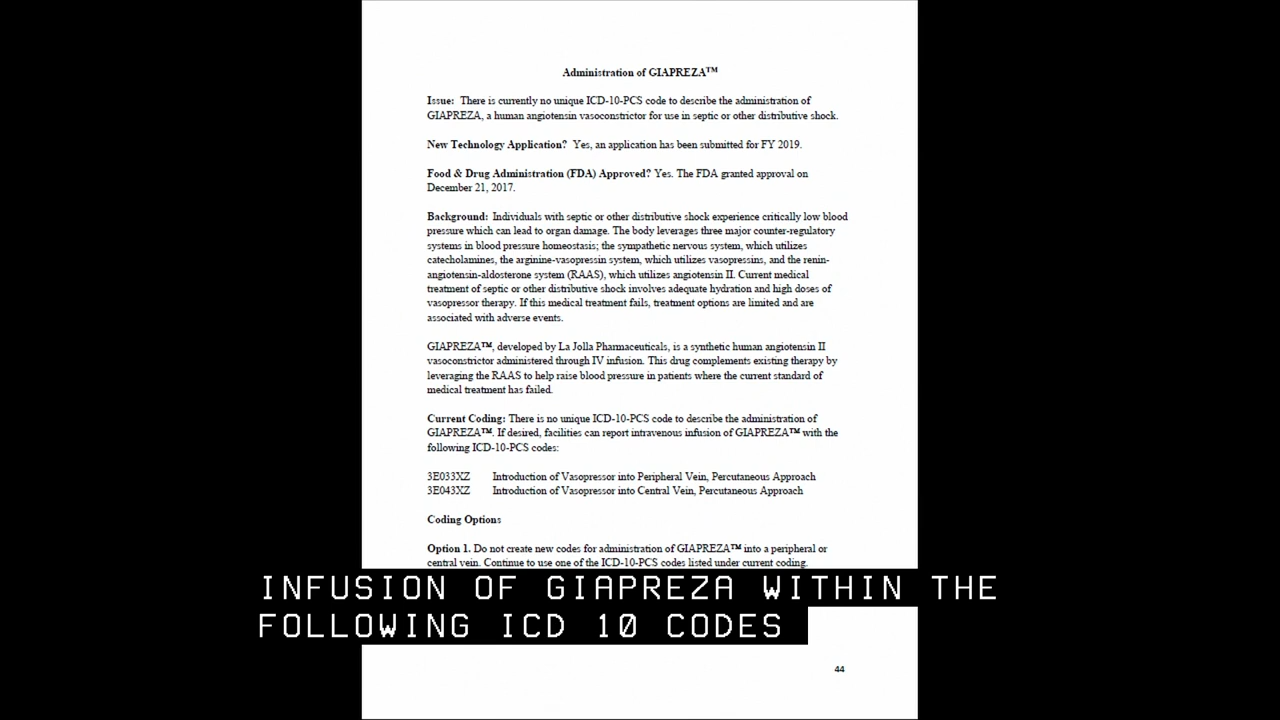 Administration of GIAPREZA™
Issue: There is currently no unique ICD-10-PCS code to describe the administration of
GIAPREZA, a human angiotensin vasoconstrictor for use in septic or other distributive shock.
New Technology Application? Yes, an application has been submitted for FY 2019.
Food & Drug Administration (FDA) Approved? Yes. The FDA granted approval on
December 21, 2017.
Background: Individuals with septic or other distributive shock experience critically low blood
pressure which can lead to organ damage. The body leverages three major counter-regulatory
systems in blood pressure homeostasis; the sympathetic nervous system, which utilizes
catecholamines, the arginine-vasopressin system, which utilizes vasopressins, and the renin-
angiotensin-aldosterone system (RAAS), which utilizes angiotensin II. Current medical
treatment of septic or other distributive shock involves adequate hydration and high doses of
vasopressor therapy. If this medical treatment fails, treatment options are limited and are
associated with adverse events.
GIAPREZA™, developed by La Jolla Pharmaceuticals, is a synthetic human angiotensin II
vasoconstrictor administered through IV infusion. This drug complements existing therapy by
leveraging the RAAS to help raise blood pressure in patients where the current standard of
medical treatment has failed.
Current Coding: There is no unique ICD-10-PCS code to describe the administration of
GIAPREZA™. If desired, facilities can report intravenous infusion of GIAPREZA™ with the
following ICD-10-PCS codes:
3E033XZ Introduction of Vasopressor into Peripheral Vein, Percutaneous Approach
3E043XZ Introduction of Vasopressor into Central Vein, Percutaneous Approach
Coding Options
Option 1. Do not create new codes for administration of GIAPREZA™ into a peripheral or
central vein. Continue to use one of the ICD-10-PCS codes listed under current coding.
INFUSION OF GIAPREZA WITHIN THE
FOLLOWING ICD 10 CODES
44